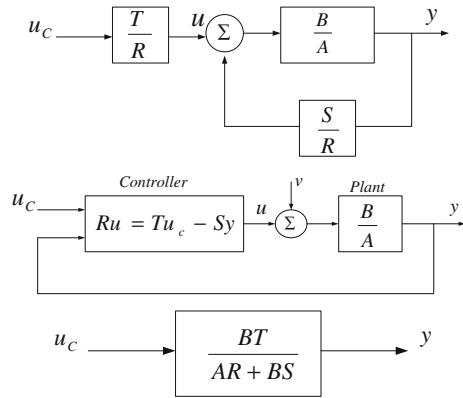 u_C T/R u Σ B/A y
S/R
Controller v Plant
u_C Ru = Tu_c − Sy u Σ B/A y
u_C BT/(AR + BS) y